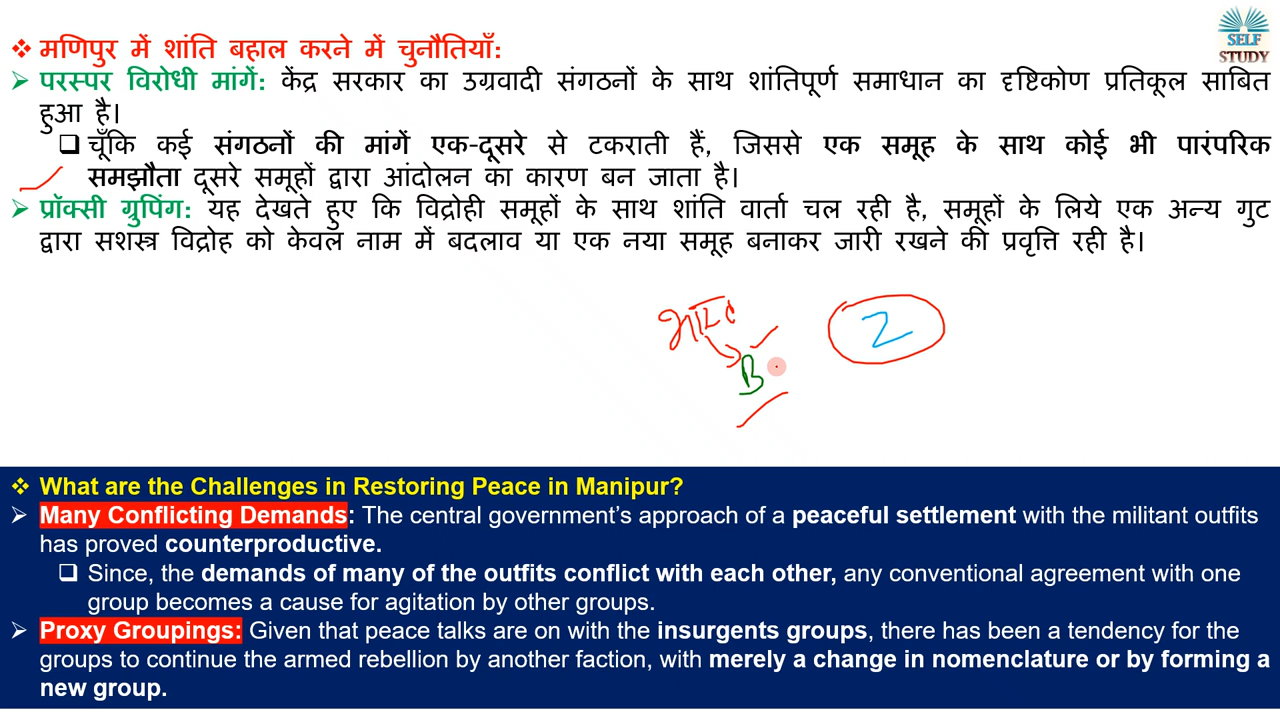 SELF
STUDY
❖ मणिपुर में शांति बहाल करने में चुनौतियाँ:
➢ परस्पर विरोधी मांगें: केंद्र सरकार का उग्रवादी संगठनों के साथ शांतिपूर्ण समाधान का दृष्टिकोण प्रतिकूल साबित
हुआ है।
❑ चूँकि कई संगठनों की मांगें एक-दूसरे से टकराती हैं, जिससे एक समूह के साथ कोई भी पारंपरिक
समझौता दूसरे समूहों द्वारा आंदोलन का कारण बन जाता है।
➢ प्रॉक्सी ग्रुपिंग: यह देखते हुए कि विद्रोही समूहों के साथ शांति वार्ता चल रही है, समूहों के लिये एक अन्य गुट
द्वारा सशस्त्र विद्रोह को केवल नाम में बदलाव या एक नया समूह बनाकर जारी रखने की प्रवृत्ति रही है।
B
❖ What are the Challenges in Restoring Peace in Manipur?
➢ Many Conflicting Demands: The central government's approach of a peaceful settlement with the militant outfits
has proved counterproductive.
❑ Since, the demands of many of the outfits conflict with each other, any conventional agreement with one
group becomes a cause for agitation by other groups.
➢ Proxy Groupings: Given that peace talks are on with the insurgents groups, there has been a tendency for the
groups to continue the armed rebellion by another faction, with merely a change in nomenclature or by forming a
new group.